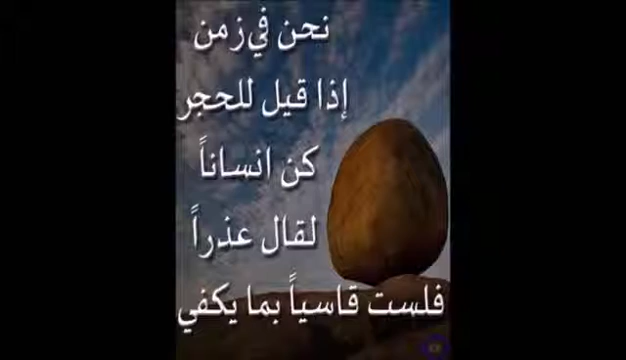 نحن في زمن
إذا قيل للحجر
كن انساناً
لقال عذراً
فلست قاسياً بما يكفي